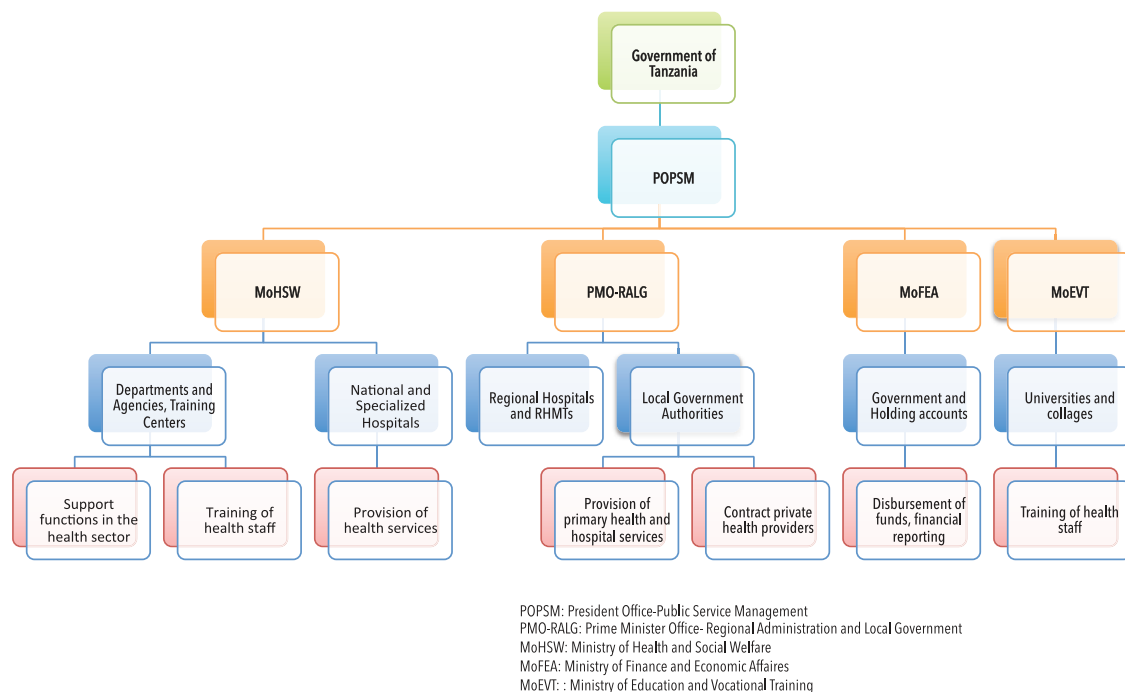 Government of
Tanzania
POPSM
MoHSW
PMO-RALG
MoFEA
MoEVT
Departments and
Agencies, Training
Centers
National and
Specialized
Hospitals
Regional Hospitals
and RHMTs
Local Government
Authorities
Government and
Holding accounts
Universities and
collages
Support
functions in the
health sector
Training of
health staff
Provision of
health services
Provision of
primary health and
hospital services
Contract private
health providers
Disbursement of
funds, financial
reporting
Training of health
staff
POPSM: President Office-Public Service Management
PMO-RALG: Prime Minister Office- Regional Administration and Local Government
MoHSW: Ministry of Health and Social Welfare
MoFEA: Ministry of Finance and Economic Affaires
MoEVT: : Ministry of Education and Vocational Training